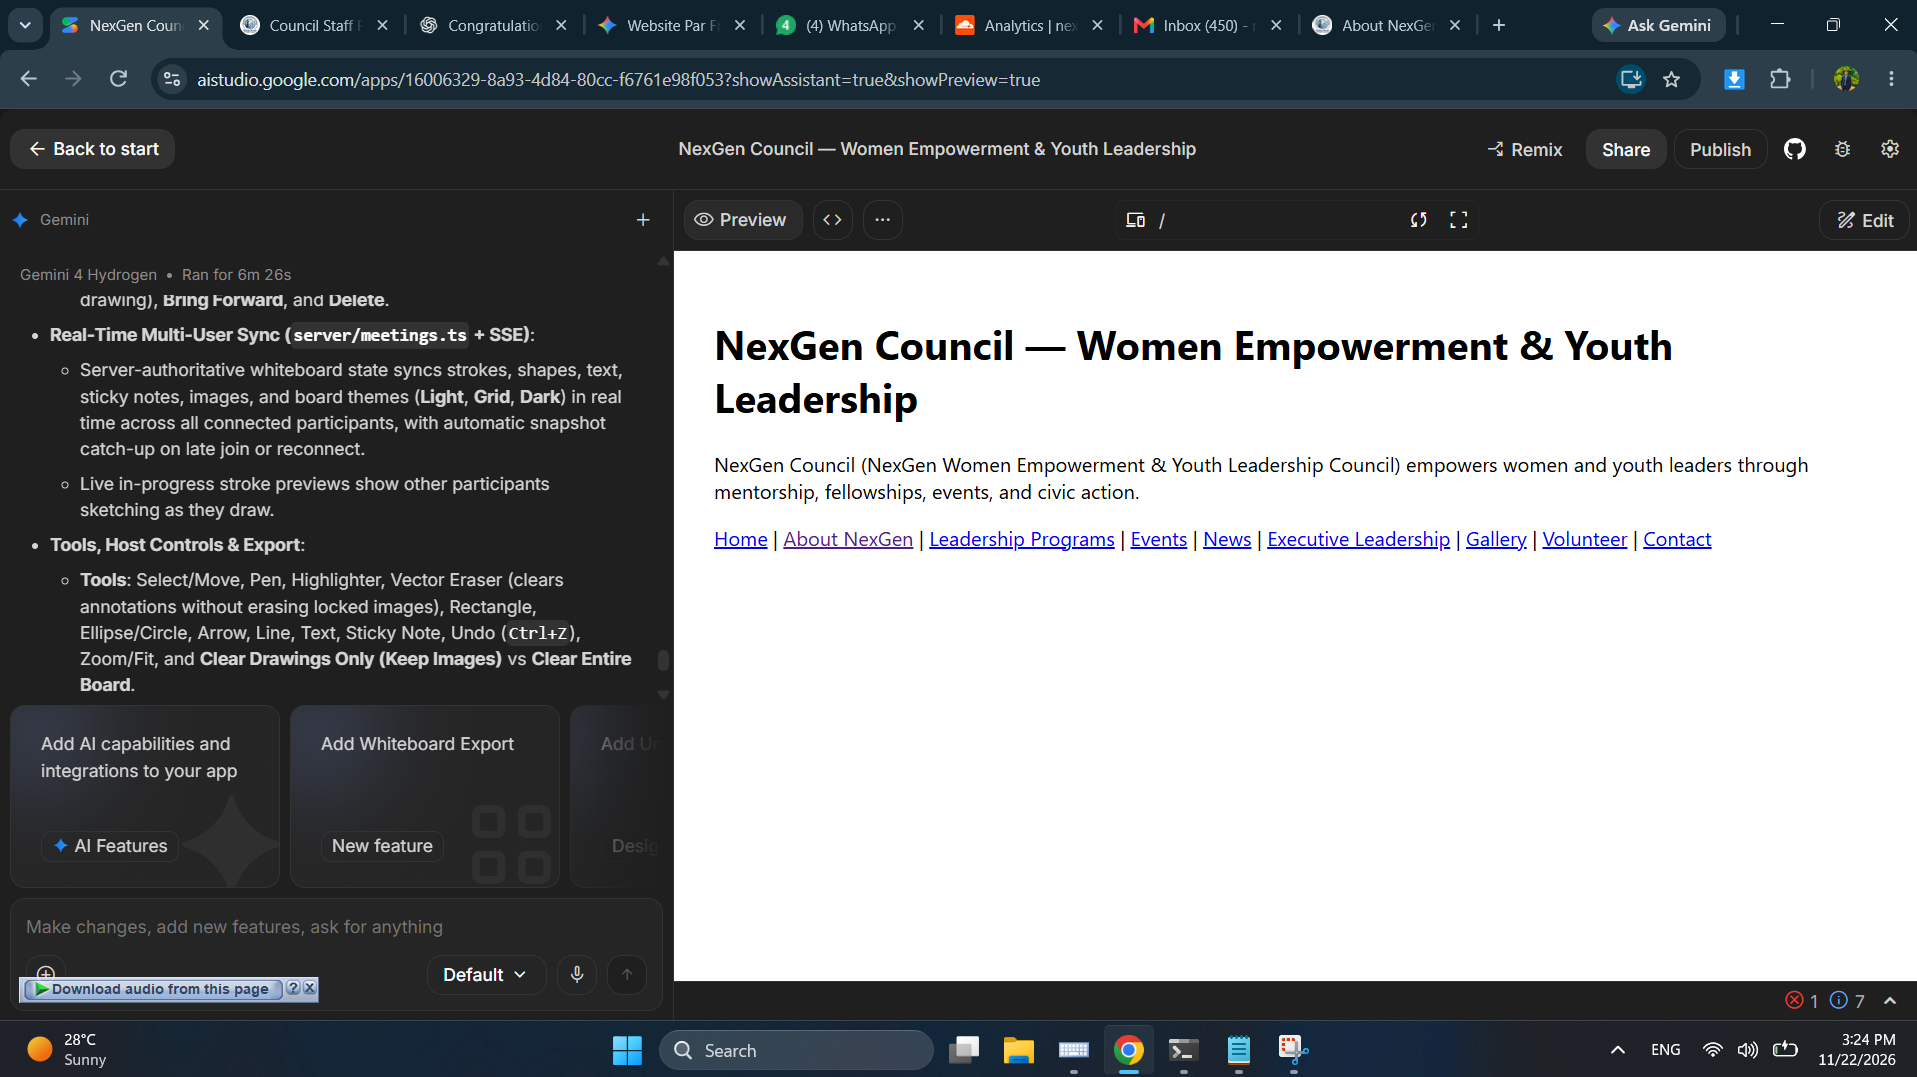 NexGen Coun
Council Staff
Congratulatio
Website Par F
4
(4) WhatsApp
Analytics | nex
Inbox (450) -
About NexGe
Ask Gemini
aistudio.google.com/apps/16006329-8a93-4d84-80cc-f6761e98f053?showAssistant=true&showPreview=true
Back to start
NexGen Council — Women Empowerment & Youth Leadership
Remix
Share
Publish
Gemini
Preview
/
Edit
Gemini 4 Hydrogen • Ran for 6m 26s
drawing), Bring Forward, and Delete.
• Real-Time Multi-User Sync (server/meetings.ts + SSE):
Server-authoritative whiteboard state syncs strokes, shapes, text,
sticky notes, images, and board themes (Light, Grid, Dark) in real
time across all connected participants, with automatic snapshot
catch-up on late join or reconnect.
Live in-progress stroke previews show other participants
sketching as they draw.
• Tools, Host Controls & Export:
Tools: Select/Move, Pen, Highlighter, Vector Eraser (clears
annotations without erasing locked images), Rectangle,
Ellipse/Circle, Arrow, Line, Text, Sticky Note, Undo (Ctrl+Z),
Zoom/Fit, and Clear Drawings Only (Keep Images) vs Clear Entire
Board.
Add AI capabilities and
integrations to your app
AI Features
Add Whiteboard Export
New feature
Add Un
Desig
Make changes, add new features, ask for anything
Default
Download audio from this page
NexGen Council — Women Empowerment & Youth
Leadership
NexGen Council (NexGen Women Empowerment & Youth Leadership Council) empowers women and youth leaders through
mentorship, fellowships, events, and civic action.
Home | About NexGen | Leadership Programs | Events | News | Executive Leadership | Gallery | Volunteer | Contact
1
7
28°C
Sunny
Search
ENG
3:24 PM
11/22/2026